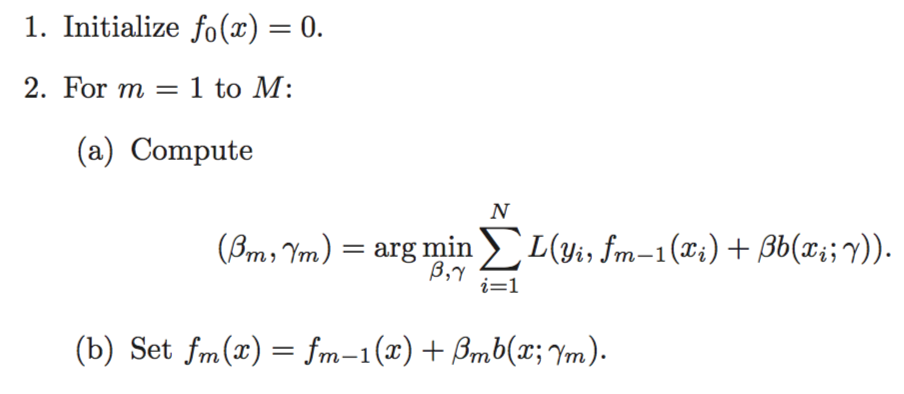 1. Initialize f₀(x) = 0.
2. For m = 1 to M:
(a) Compute
(βₘ, γₘ) = arg min_{β,γ} ∑_{i=1}^{N} L(yᵢ, fₘ₋₁(xᵢ) + βb(xᵢ; γ)).
(b) Set fₘ(x) = fₘ₋₁(x) + βₘb(x; γₘ).